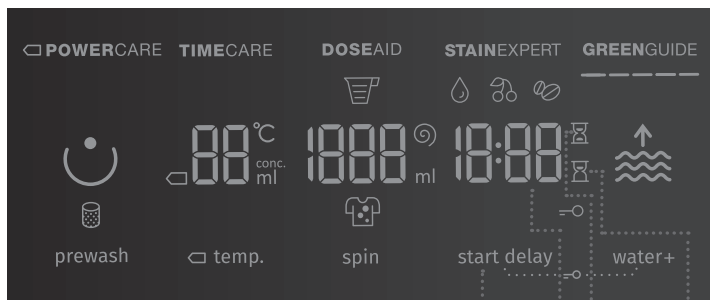 POWERCARE TIMECARE DOSEAID STAINEXPERT GREENGUIDE
88 °C 1888 18:88
conc.
ml ml
prewash temp. spin start delay water+